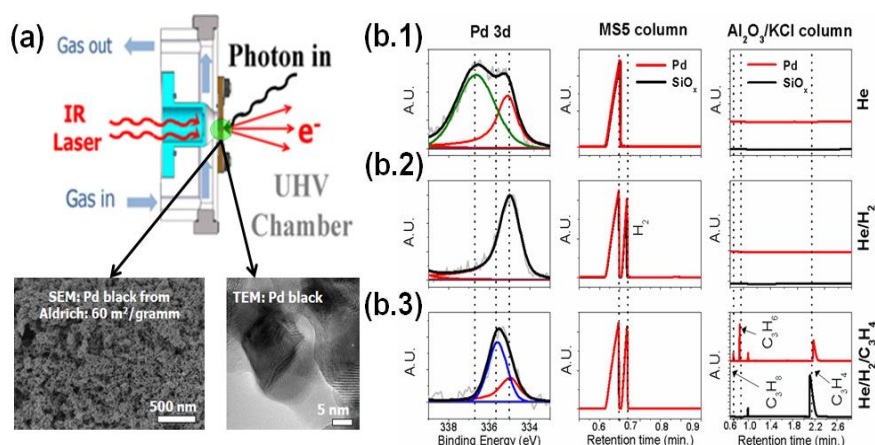 (a)
Gas out
Photon in
IR
Laser
e⁻
Gas in
UHV
Chamber
SEM: Pd black from
Aldrich: 60 m²/gramm
500 nm
TEM: Pd black
5 nm
(b.1)
Pd 3d
MS5 column
Al₂O₃/KCl column
A.U.
A.U.
Pd
SiOₓ
A.U.
Pd
SiOₓ
He
(b.2)
A.U.
A.U.
H₂
A.U.
He/H₂
(b.3)
A.U.
A.U.
A.U.
C₃H₆
C₃H₈
C₃H₄
He/H₂/C₃H₄
338 336 334
Binding Energy (eV)
0.6 0.7 0.8 0.9
Retention time (min.)
0.6 1.0 1.4 1.8 2.2 2.6
Retention time (min.)